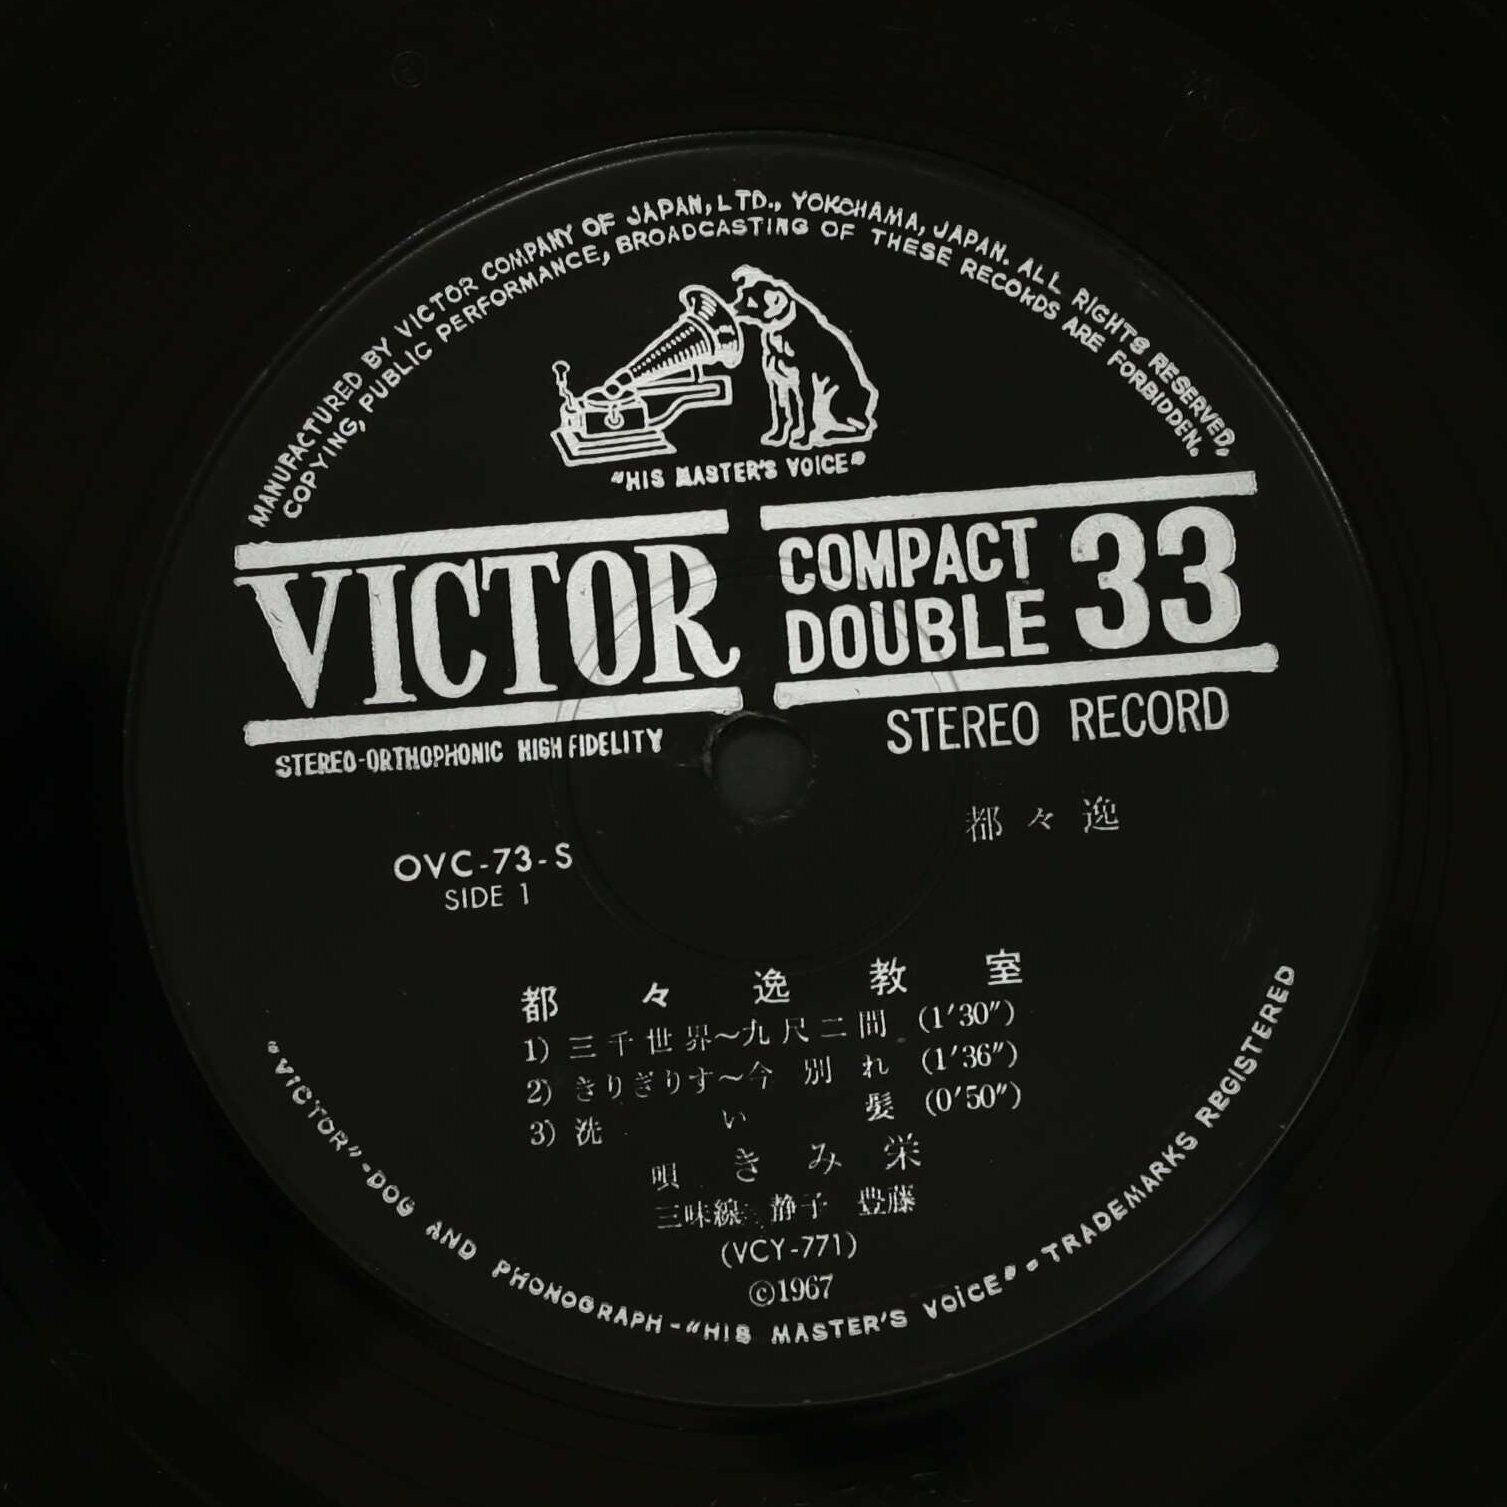 MANUFACTURED BY VICTOR COMPANY OF JAPAN, LTD., YOKOHAMA, JAPAN. ALL RIGHTS RESERVED,
COPYING, PUBLIC PERFORMANCE, BROADCASTING OF THESE RECORDS ARE FORBIDDEN.
"HIS MASTER'S VOICE"
VICTOR
COMPACT
DOUBLE
33
STEREO-ORTHOPHONIC HIGH FIDELITY
STEREO RECORD
都々逸
OVC-73-S
SIDE 1
都々逸教室
1) 三千世界～九尺二間 (1′30″)
2) きりぎりす～今別れ (1′36″)
3) 洗い髪 (0′50″)
唄 きみ栄
三味線 静子 豊藤
(VCY-771)
©1967
"VICTOR"-DOG AND PHONOGRAPH-"HIS MASTER'S VOICE"-TRADEMARKS REGISTERED